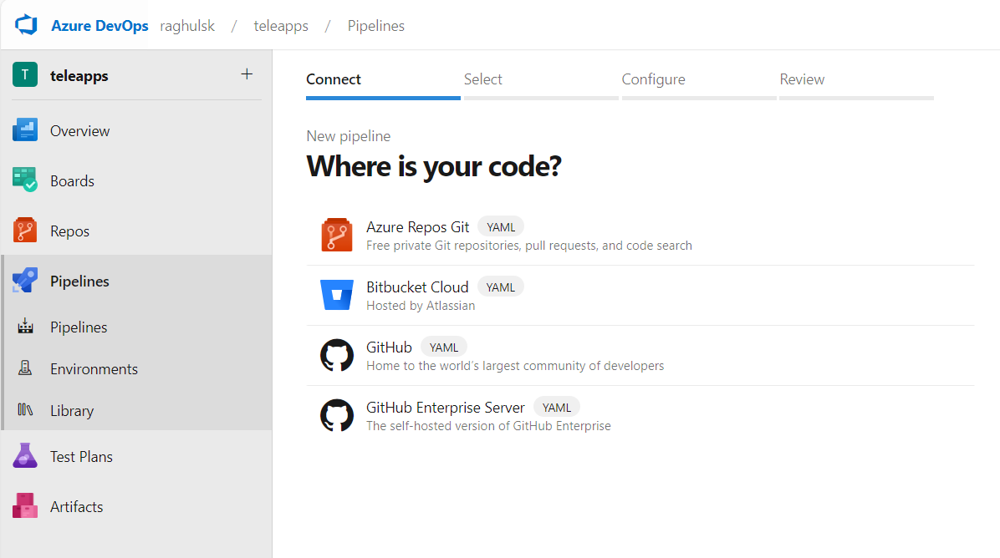 Azure DevOps raghulsk / teleapps / Pipelines
T teleapps +
Overview
Boards
Repos
Pipelines
Pipelines
Environments
Library
Test Plans
Artifacts
Connect Select Configure Review
New pipeline
Where is your code?
Azure Repos Git YAML
Free private Git repositories, pull requests, and code search
Bitbucket Cloud YAML
Hosted by Atlassian
GitHub YAML
Home to the world's largest community of developers
GitHub Enterprise Server YAML
The self-hosted version of GitHub Enterprise